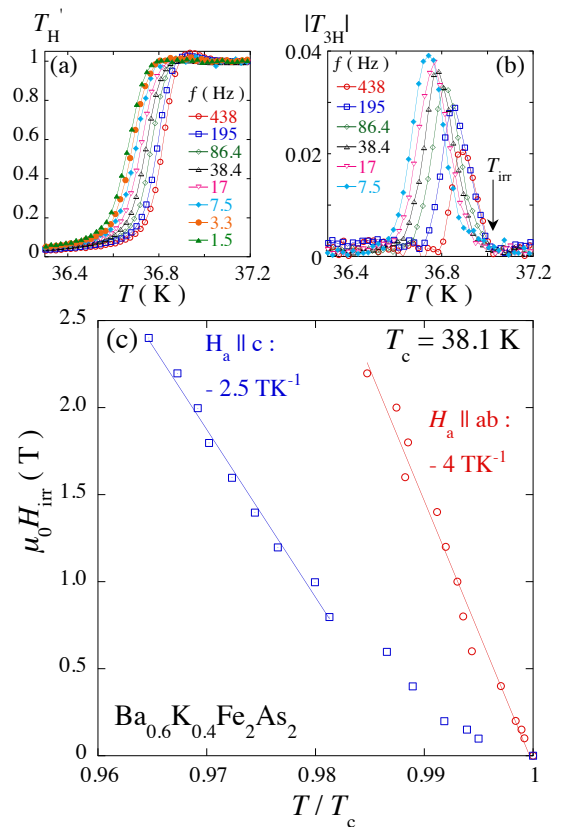 T_H' |T_3H|
(a)
f ( Hz )
438
195
86.4
38.4
17
7.5
3.3
1.5
1
0.8
0.6
0.4
0.2
0
36.4 36.8 37.2
T ( K )
(b)
f ( Hz )
438
195
86.4
38.4
17
7.5
T_irr
0.04
0.02
0
36.4 36.8 37.2
T ( K )
(c)
H_a || c :
- 2.5 TK^-1
T_c = 38.1 K
H_a || ab :
- 4 TK^-1
μ_0H_irr ( T )
2.5
2.0
1.5
1.0
0.5
0.0
Ba_0.6K_0.4Fe_2As_2
0.96 0.97 0.98 0.99 1
T / T_c